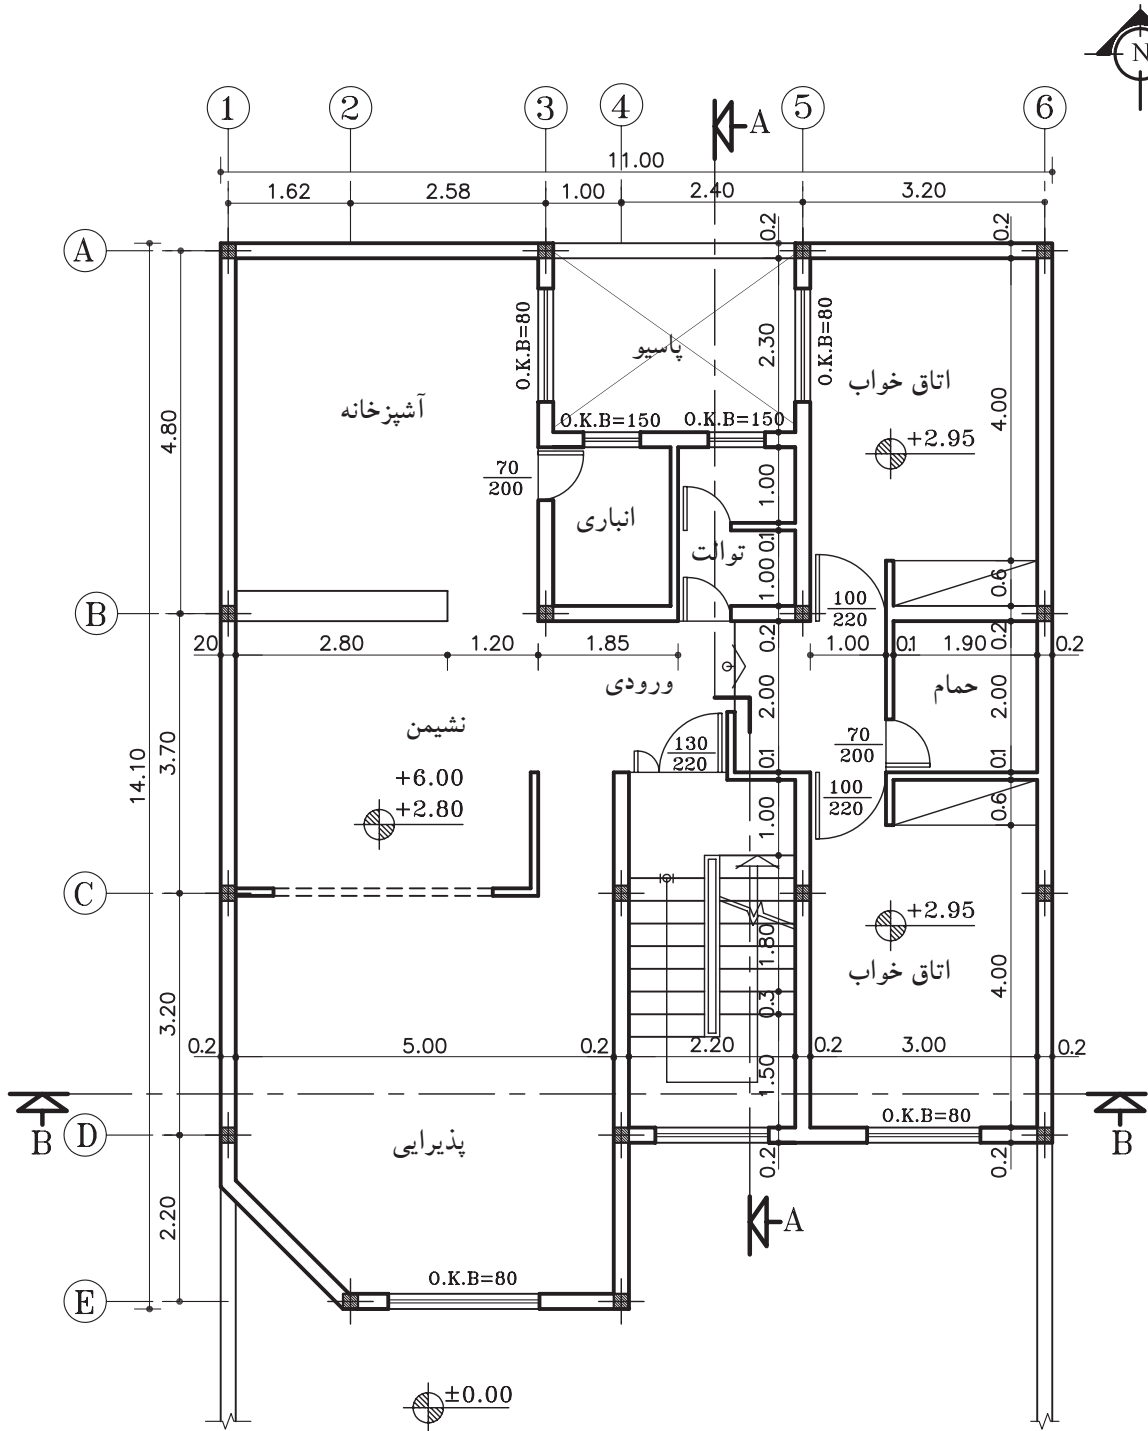 N
1 2 3 4 5 6
A
11.00
1.62 2.58 1.00 2.40 3.20
0.2 0.2
A
O.K.B=80
پاسیو
2.30
O.K.B=80
اتاق خواب
4.00
آشپزخانه
4.80
O.K.B=150 O.K.B=150
+2.95
70
200
1.00
انباری
توالت
0.1
1.00
0.6
100
220
B
20 2.80 1.20 1.85 0.2 1.00 0.1 1.90 0.2 0.2
ورودی
حمام
2.00 2.00
نشیمن
14.10
3.70
130
220
70
200
0.1 0.1
+6.00
+2.80
100
220
1.00
0.6
C
+2.95
1.80
اتاق خواب
4.00
3.20
0.3
0.2 5.00 0.2 2.20 0.2 3.00 0.2
1.50
B
O.K.B=80
B
D
پذیرایی
0.2 0.2
2.20
A
O.K.B=80
E
±0.00